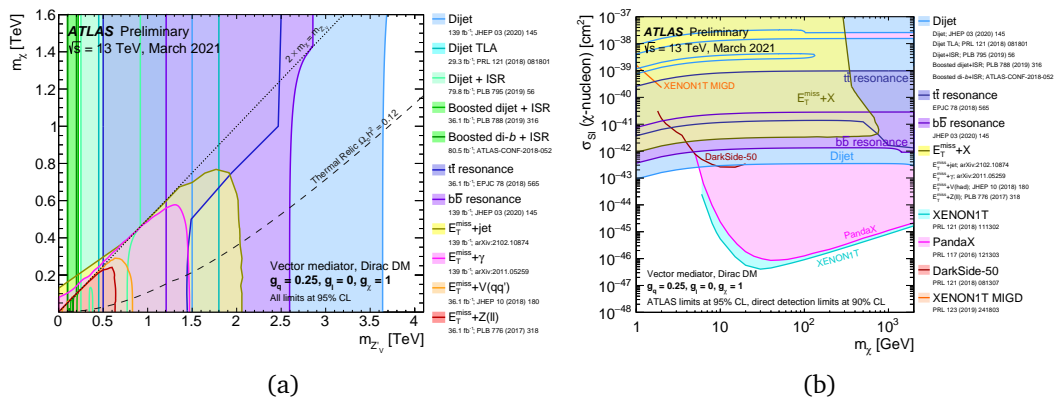 m_χ [TeV]
1.6
1.4
1.2
1.0
0.8
0.6
0.4
0.2
0
0.5
1
1.5
2
2.5
3
3.5
4
m_Z'_V [TeV]
ATLAS Preliminary
√s = 13 TeV, March 2021
2 × m_χ = m_Z'
Thermal Relic Ω_c h² = 0.12
Vector mediator, Dirac DM
g_q = 0.25, g_l = 0, g_χ = 1
All limits at 95% CL
Dijet
139 fb⁻¹; JHEP 03 (2020) 145
Dijet TLA
29.3 fb⁻¹; PRL 121 (2018) 081801
Dijet + ISR
79.8 fb⁻¹; PLB 795 (2019) 56
Boosted dijet + ISR
36.1 fb⁻¹; PLB 788 (2019) 316
Boosted di-b + ISR
80.5 fb⁻¹; ATLAS-CONF-2018-052
tt̄ resonance
36.1 fb⁻¹; EPJC 78 (2018) 565
bb̄ resonance
139 fb⁻¹; JHEP 03 (2020) 145
E_T^miss+jet
139 fb⁻¹; arXiv:2102.10874
E_T^miss+γ
139 fb⁻¹; arXiv:2011.05259
E_T^miss+V(qq')
36.1 fb⁻¹; JHEP 10 (2018) 180
E_T^miss+Z(ll)
36.1 fb⁻¹; PLB 776 (2017) 318
(a)
σ_SI (χ-nucleon) [cm²]
10⁻³⁷
10⁻³⁸
10⁻³⁹
10⁻⁴⁰
10⁻⁴¹
10⁻⁴²
10⁻⁴³
10⁻⁴⁴
10⁻⁴⁵
10⁻⁴⁶
10⁻⁴⁷
10⁻⁴⁸
1
10
10²
10³
m_χ [GeV]
ATLAS Preliminary
√s = 13 TeV, March 2021
XENON1T MIGD
tt̄ resonance
E_T^miss+X
bb̄ resonance
DarkSide-50
Dijet
PandaX
XENON1T
Vector mediator, Dirac DM
g_q = 0.25, g_l = 0, g_χ = 1
ATLAS limits at 95% CL, direct detection limits at 90% CL
Dijet
Dijet; JHEP 03 (2020) 145
Dijet TLA; PRL 121 (2018) 081801
Dijet+ISR; PLB 795 (2019) 56
Boosted dijet+ISR; PLB 788 (2019) 316
Boosted di-b+ISR; ATLAS-CONF-2018-052
tt̄ resonance
EPJC 78 (2018) 565
bb̄ resonance
JHEP 03 (2020) 145
E_T^miss+X
E_T^miss+jet; arXiv:2102.10874
E_T^miss+γ; arXiv:2011.05259
E_T^miss+V(had); JHEP 10 (2018) 180
E_T^miss+Z(ll); PLB 776 (2017) 318
XENON1T
PRL 121 (2018) 111302
PandaX
PRL 117 (2016) 121303
DarkSide-50
PRL 121 (2018) 081307
XENON1T MIGD
PRL 123 (2019) 241803
(b)